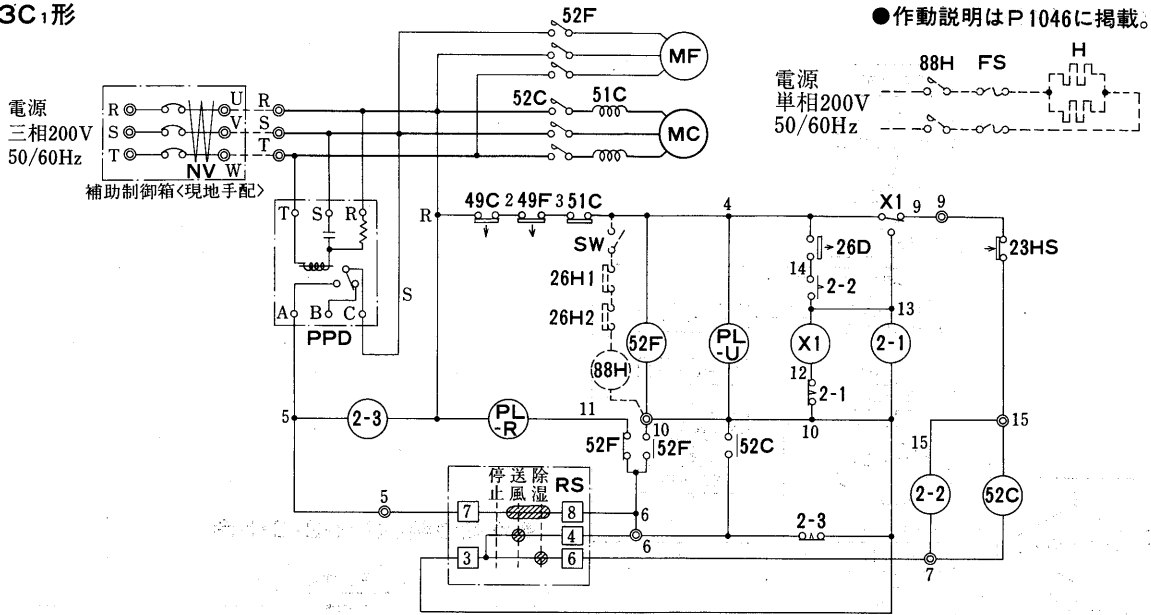 3C₁形
●作動説明はP1046に掲載。
52F
MF
電源
三相200V
50/60Hz
R
S
T
NV
U
V
W
R
S
T
補助制御箱〈現地手配〉
52C
51C
MC
電源
単相200V
50/60Hz
88H
FS
H
T
S
R
A
B
C
PPD
S
R
49C
2
49F
3
51C
4
X1
9
9
SW
26H1
26H2
88H
52F
PL
-U
26D
14
2-2
13
X1
2-1
12
2-1
23HS
5
2-3
PL
-R
11
10
10
15
15
52F
52F
52C
2-2
52C
停止
送風
除湿
RS
5
7
8
6
4
6
2-3
3
6
7